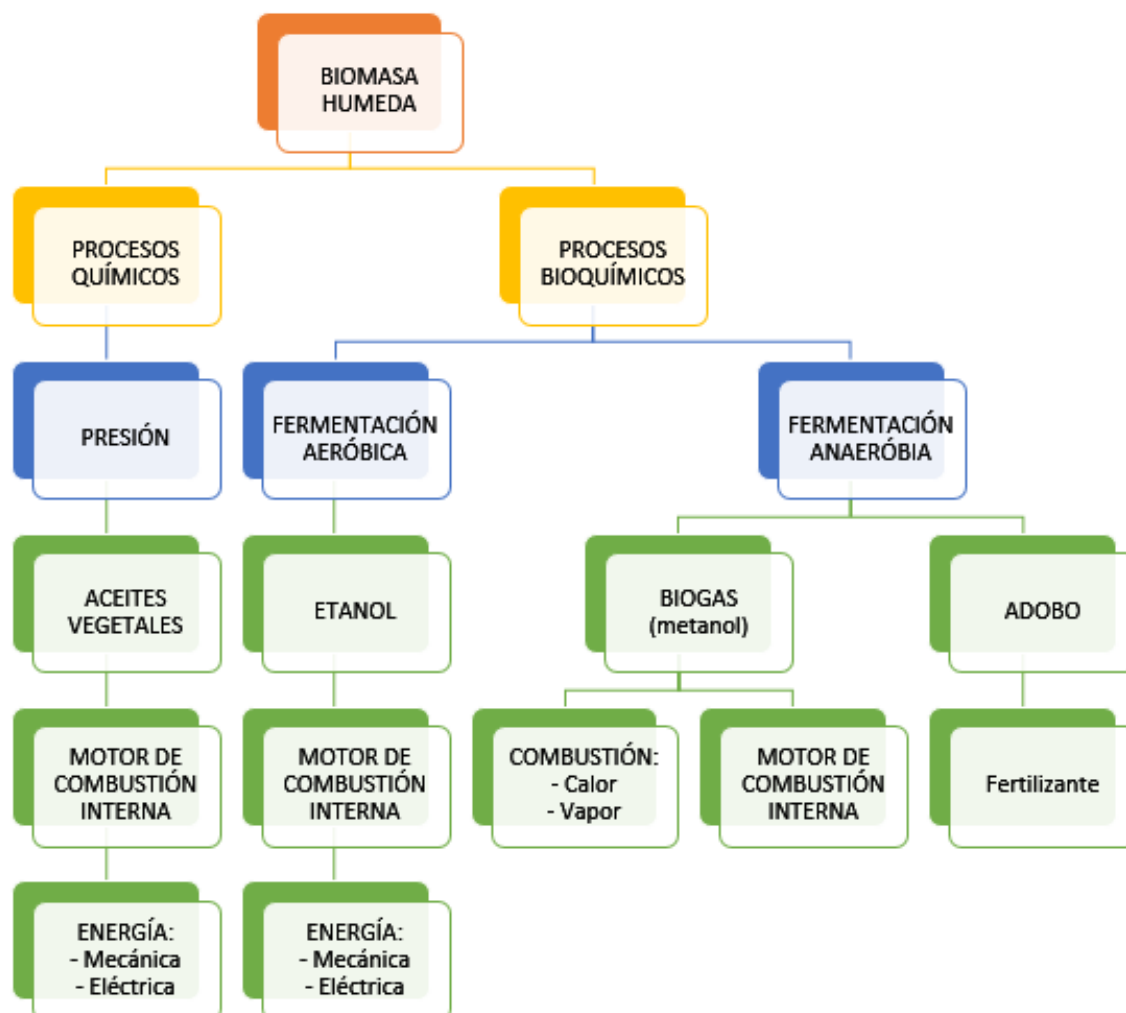 BIOMASA
HUMEDA
PROCESOS
QUÍMICOS
PROCESOS
BIOQUÍMICOS
PRESIÓN
FERMENTACIÓN
AERÓBICA
FERMENTACIÓN
ANAERÓBIA
ACEITES
VEGETALES
ETANOL
BIOGAS
(metanol)
ADOBO
MOTOR DE
COMBUSTIÓN
INTERNA
MOTOR DE
COMBUSTIÓN
INTERNA
COMBUSTIÓN:
- Calor
- Vapor
MOTOR DE
COMBUSTIÓN
INTERNA
Fertilizante
ENERGÍA:
- Mecánica
- Eléctrica
ENERGÍA:
- Mecánica
- Eléctrica